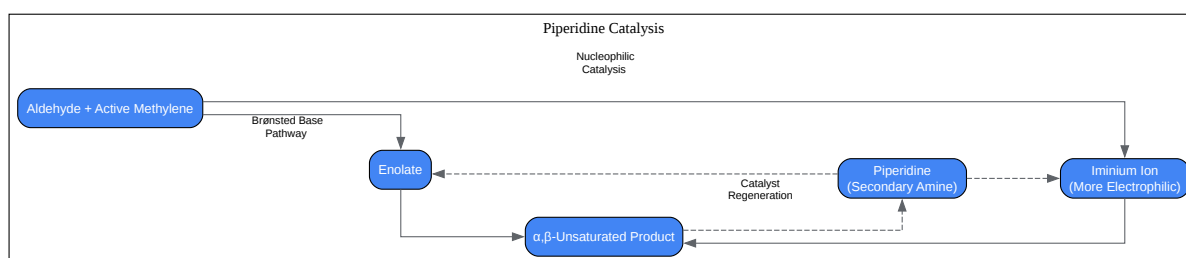 Piperidine Catalysis
Nucleophilic
Catalysis
Aldehyde + Active Methylene
Brønsted Base
Pathway
Enolate
Piperidine
(Secondary Amine)
Iminium Ion
(More Electrophilic)
Catalyst
Regeneration
α,β-Unsaturated Product